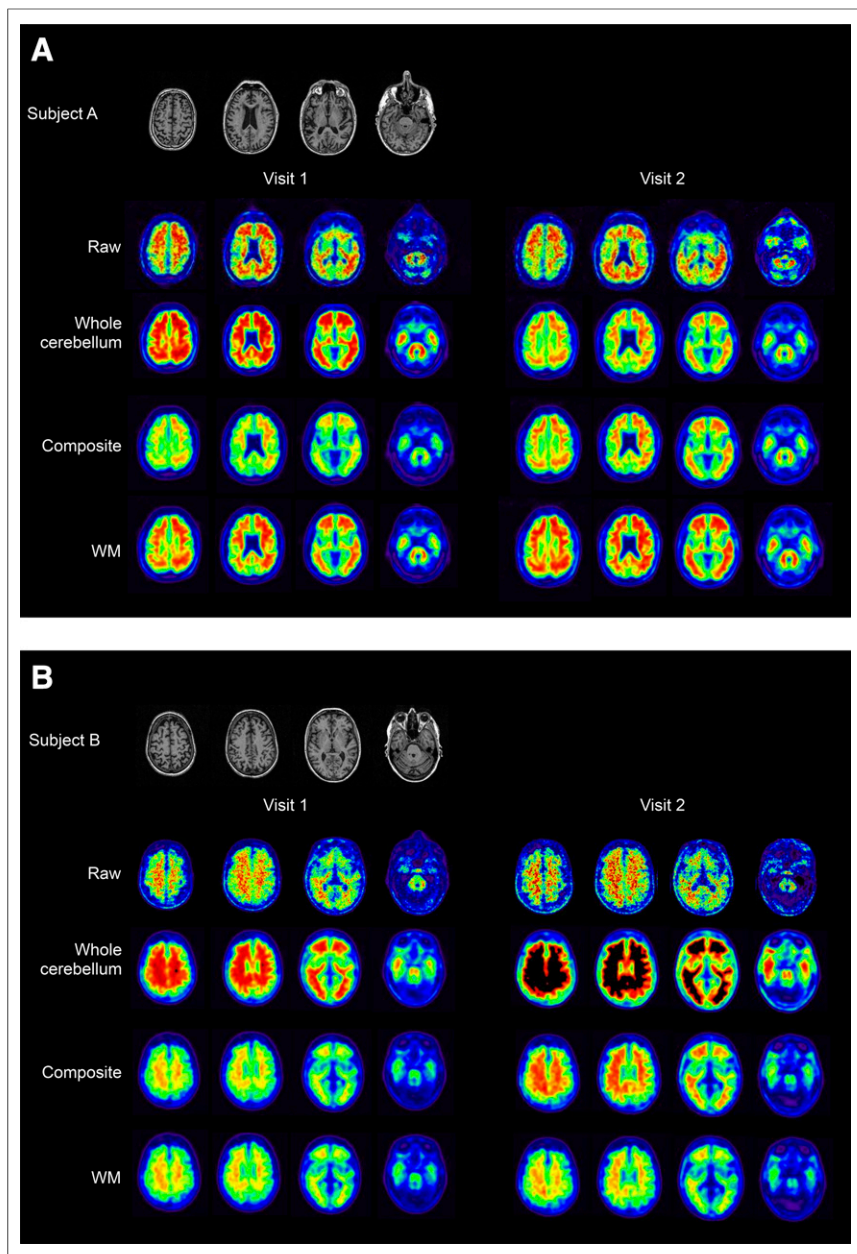 A
Subject A
Visit 1
Visit 2
Raw
Whole
cerebellum
Composite
WM
B
Subject B
Visit 1
Visit 2
Raw
Whole
cerebellum
Composite
WM